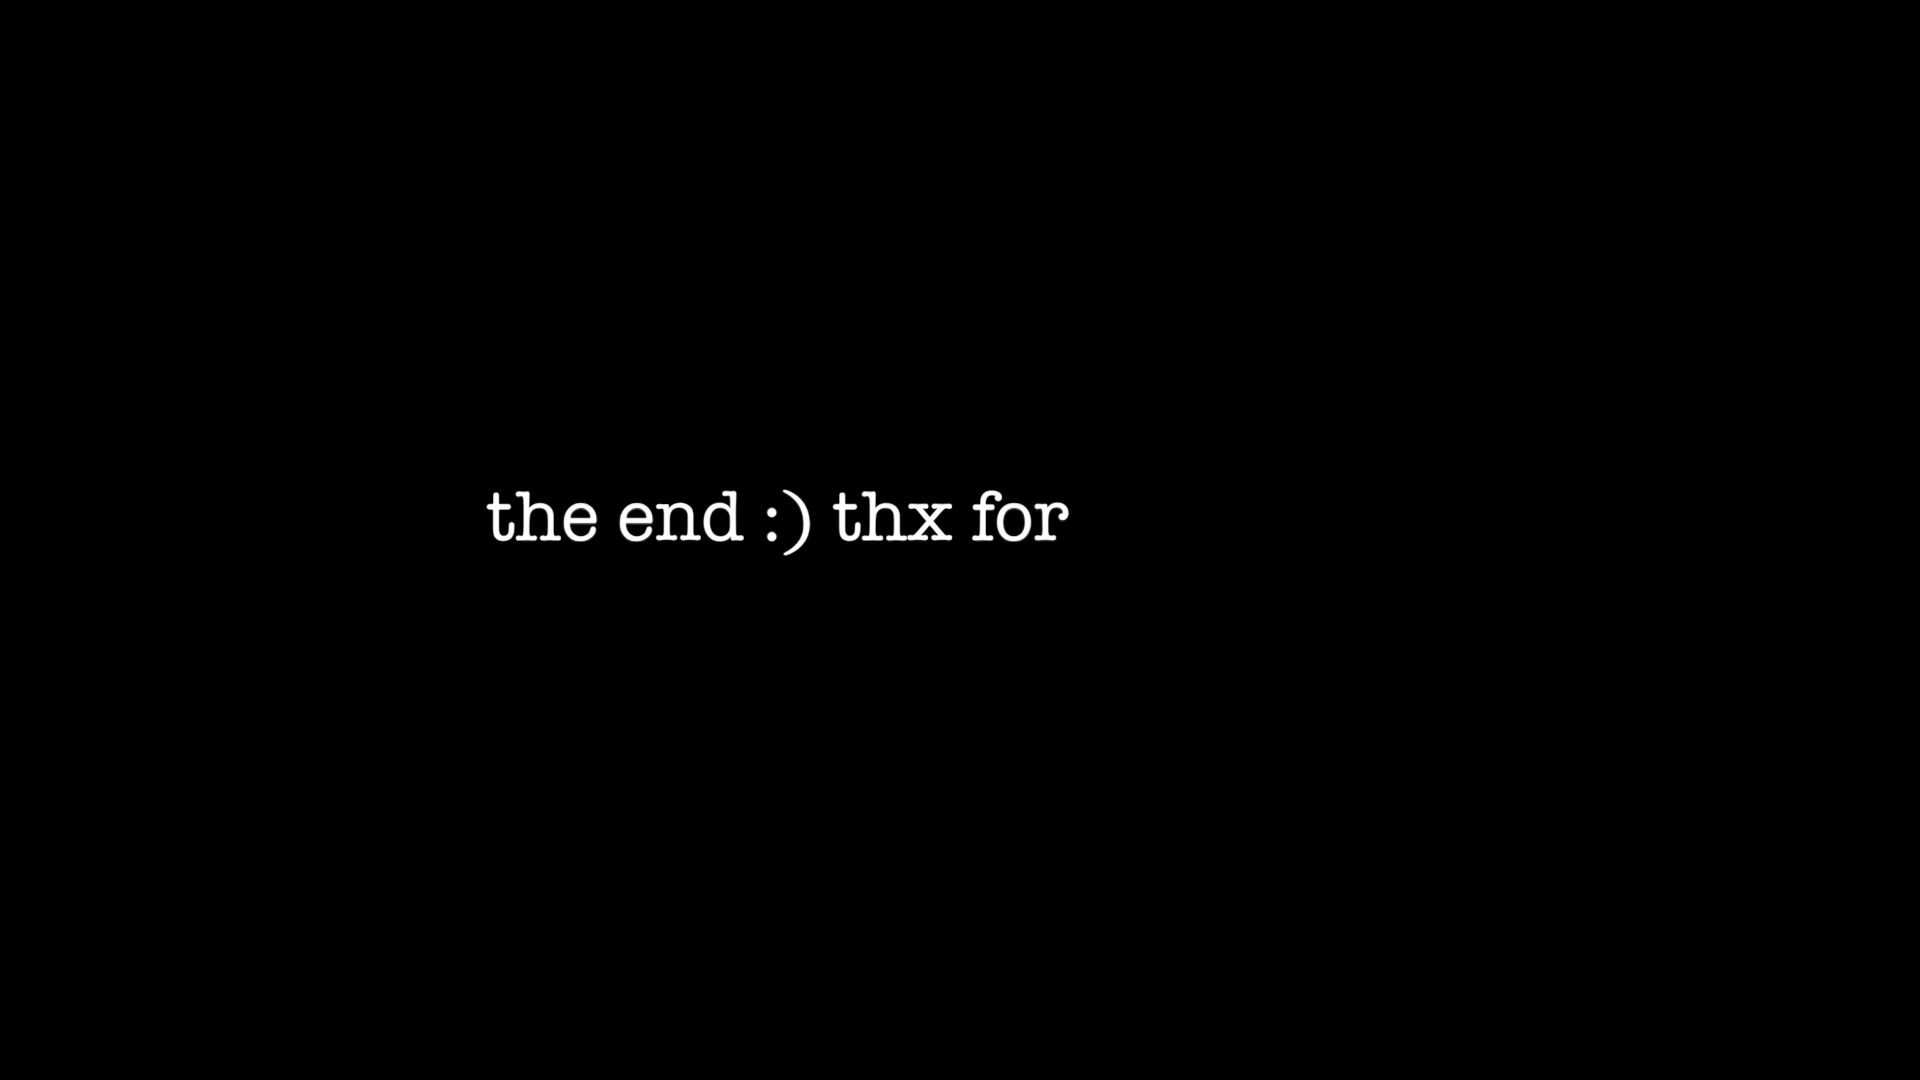 the end :) thx for